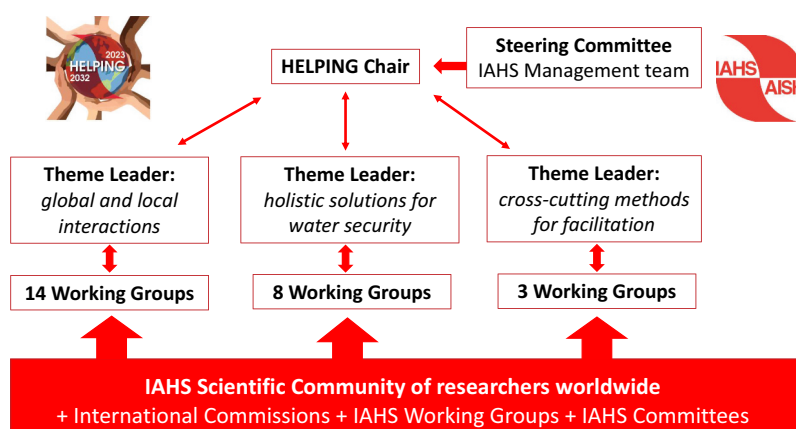 2023
HELPING
2032
HELPING Chair
Steering Committee
IAHS Management team
IAHS
AISH
Theme Leader:
global and local
interactions
Theme Leader:
holistic solutions for
water security
Theme Leader:
cross-cutting methods
for facilitation
14 Working Groups
8 Working Groups
3 Working Groups
IAHS Scientific Community of researchers worldwide
+ International Commissions + IAHS Working Groups + IAHS Committees